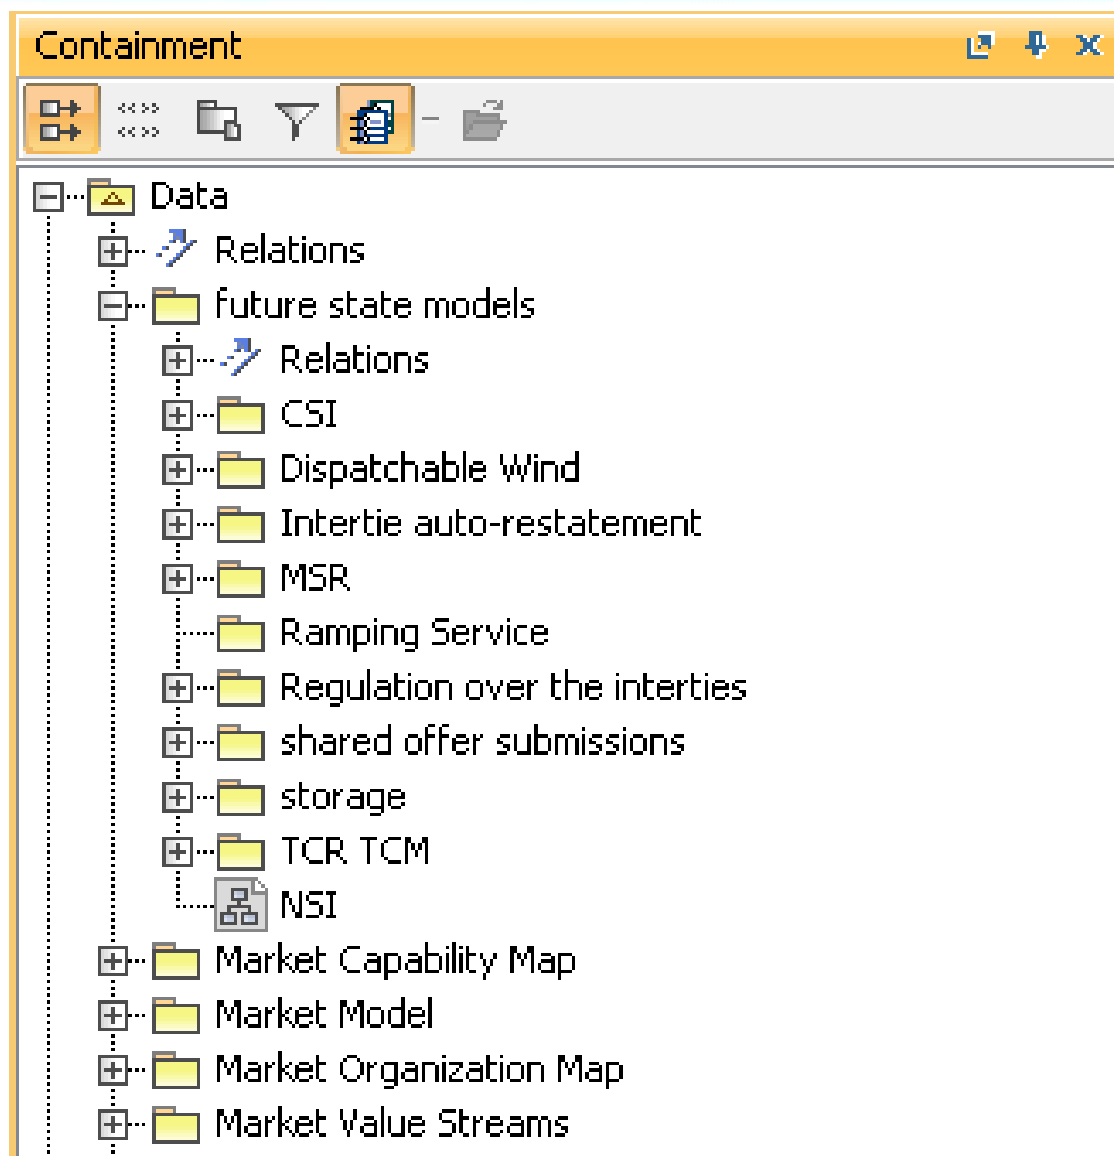 Containment
Data
Relations
future state models
Relations
CSI
Dispatchable Wind
Intertie auto-restatement
MSR
Ramping Service
Regulation over the interties
shared offer submissions
storage
TCR TCM
NSI
Market Capability Map
Market Model
Market Organization Map
Market Value Streams